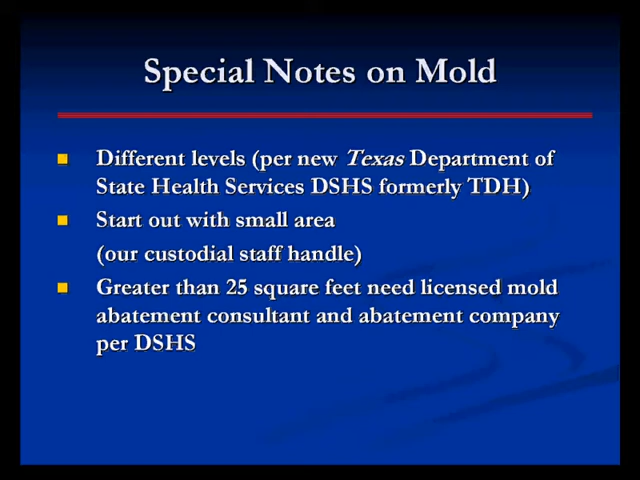 Special Notes on Mold
Different levels (per new Texas Department of
State Health Services DSHS formerly TDH)
Start out with small area
(our custodial staff handle)
Greater than 25 square feet need licensed mold
abatement consultant and abatement company
per DSHS